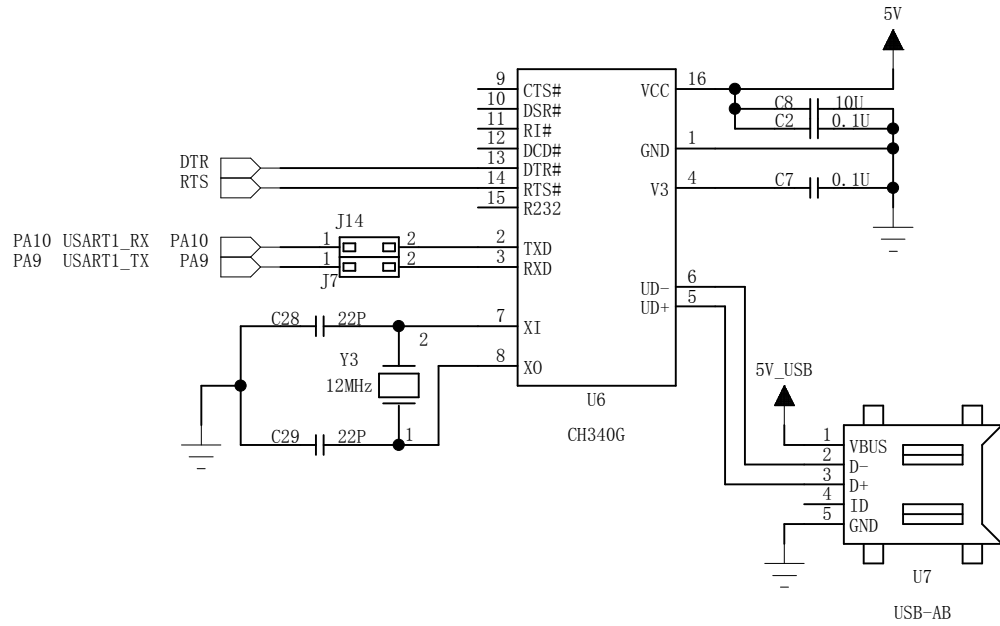 5V
9 CTS# VCC 16
10 DSR# C8 10U
11 RI# C2 0.1U
12 DCD# GND 1
DTR 13 DTR#
RTS 14 RTS# V3 4 C7 0.1U
15 R232
J14
PA10 USART1_RX PA10 1 2 2 TXD
PA9 USART1_TX PA9 1 2 3 RXD
J7
UD- 6
UD+ 5
C28 22P 7 XI
2
Y3 8 XO
12MHz
5V_USB
U6
C29 22P 1 CH340G
1 VBUS
2 D-
3 D+
4 ID
5 GND
U7
USB-AB